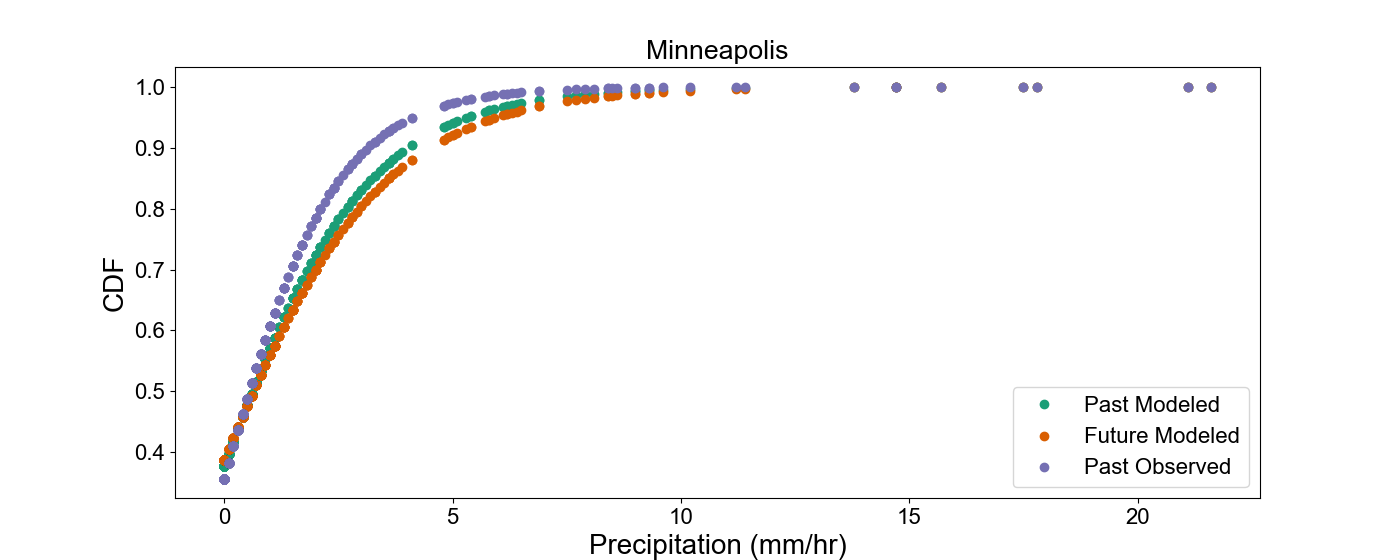 Minneapolis
1.0
0.9
0.8
0.7
0.6
0.5
0.4
CDF
Past Modeled
Future Modeled
Past Observed
0 5 10 15 20
Precipitation (mm/hr)